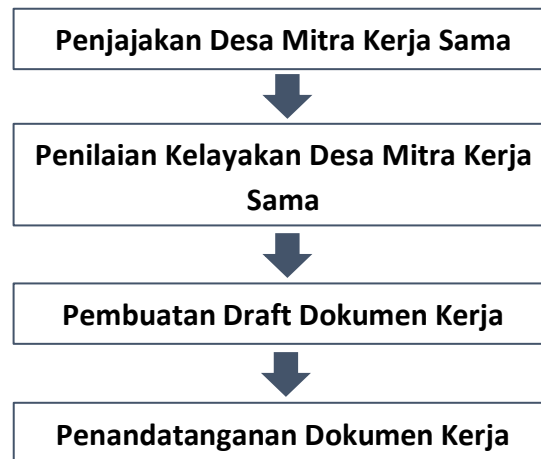 Penjajakan Desa Mitra Kerja Sama
Penilaian Kelayakan Desa Mitra Kerja
Sama
Pembuatan Draft Dokumen Kerja
Penandatanganan Dokumen Kerja